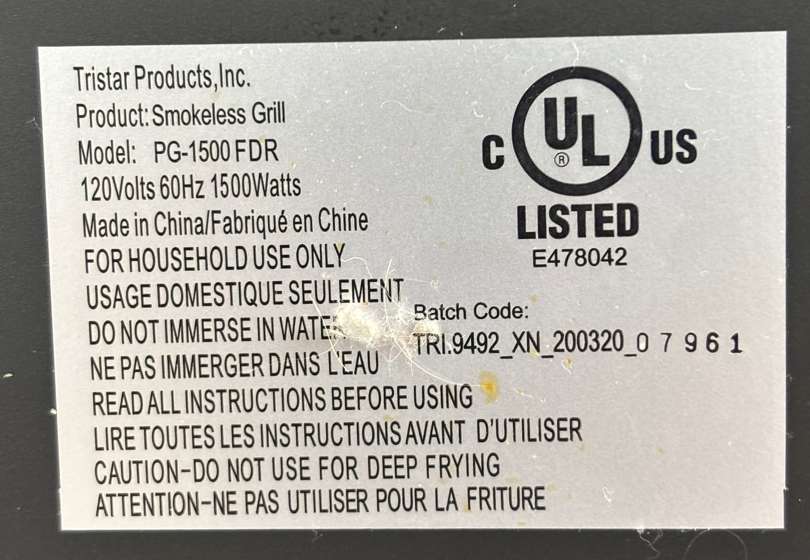 Tristar Products,Inc.
Product: Smokeless Grill
Model: PG-1500 FDR
120Volts 60Hz 1500Watts
Made in China/Fabriqué en Chine
FOR HOUSEHOLD USE ONLY
USAGE DOMESTIQUE SEULEMENT
DO NOT IMMERSE IN WATER
NE PAS IMMERGER DANS L'EAU
READ ALL INSTRUCTIONS BEFORE USING
LIRE TOUTES LES INSTRUCTIONS AVANT D'UTILISER
CAUTION-DO NOT USE FOR DEEP FRYING
ATTENTION-NE PAS UTILISER POUR LA FRITURE
C UL® US
LISTED
E478042
Batch Code:
TRI.9492_XN_200320_0 7 9 6 1